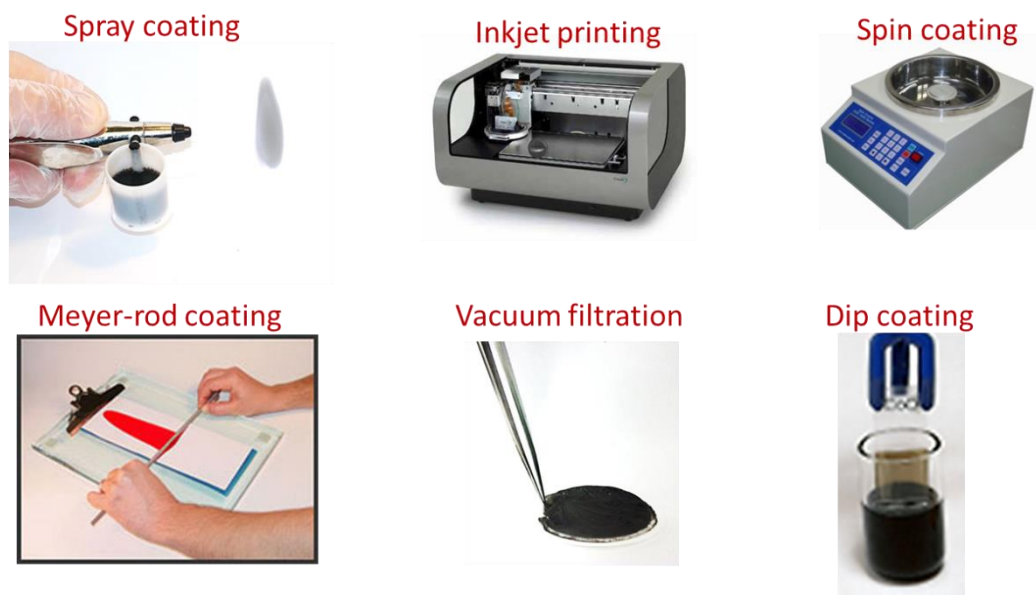 Spray coating
Inkjet printing
Spin coating
Meyer-rod coating
Vacuum filtration
Dip coating